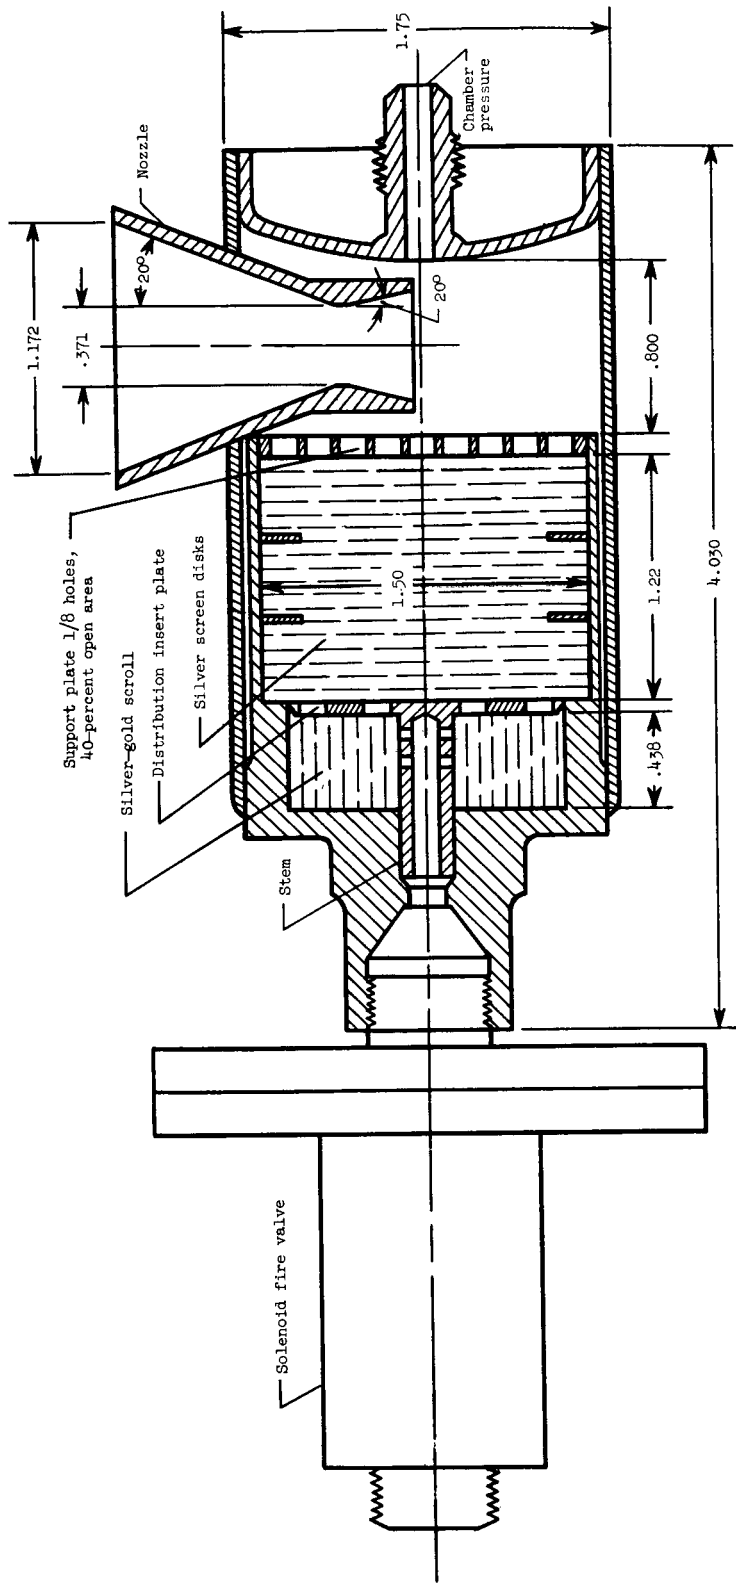 1.75
Chamber
pressure
Nozzle
20°
1.172
.371
20°
.800
Support plate 1/8 holes,
40-percent open area
Silver-gold scroll
Distribution insert plate
Silver screen disks
1.50
1.22
4.030
.438
Stem
Solenoid fire valve